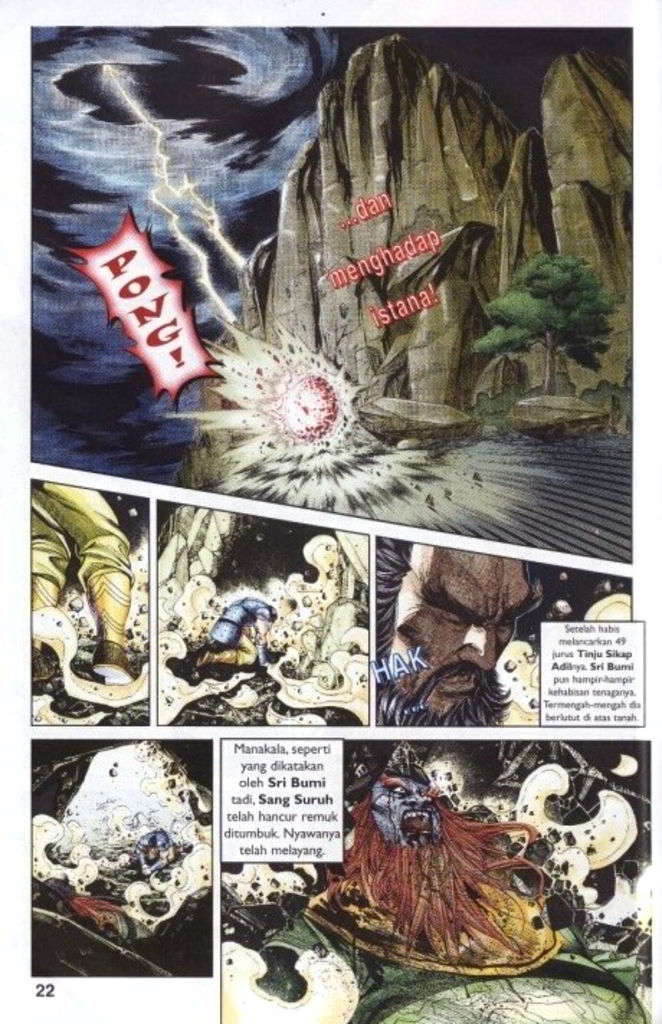 ...dan
menghadap
istana!
PONG!
HAK
...
Setelah habis
melancarkan 49
jurus Tinju Sikap
Adilnya. Sri Bumi
pun hampir-hampir
kehabisan tenaganya.
Termengah-mengah dia
berlutut di atas tanah.
Manakala, seperti
yang dikatakan
oleh Sri Bumi
tadi, Sang Suruh
telah hancur remuk
ditumbuk. Nyawanya
telah melayang.
22